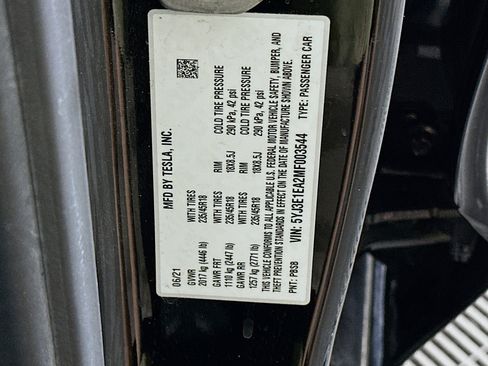 MFD BY TESLA, INC.
06/21
GVWR WITH TIRES RIM COLD TIRE PRESSURE
2017 kg (4446 lb) 235/45R18 18X8.5J 290 kPa, 42 psi
GAWR FRT WITH TIRES RIM COLD TIRE PRESSURE
1110 kg (2447 lb) 235/45R18 18X8.5J 290 kPa, 42 psi
GAWR RR WITH TIRES RIM COLD TIRE PRESSURE
1257 kg (2771 lb) 235/45R18 18X8.5J 290 kPa, 42 psi
THIS VEHICLE CONFORMS TO ALL APPLICABLE U.S. FEDERAL MOTOR VEHICLE SAFETY, BUMPER, AND
THEFT PREVENTION STANDARDS IN EFFECT ON THE DATE OF MANUFACTURE SHOWN ABOVE.
PNT: PBSB VIN: 5YJ3E1EA2MF003544 TYPE: PASSENGER CAR